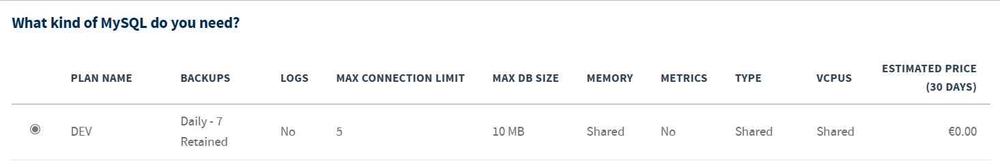 What kind of MySQL do you need?
PLAN NAME BACKUPS LOGS MAX CONNECTION LIMIT MAX DB SIZE MEMORY METRICS TYPE VCPUS ESTIMATED PRICE
(30 DAYS)
DEV Daily - 7 No 5 10 MB Shared No Shared Shared €0.00
Retained